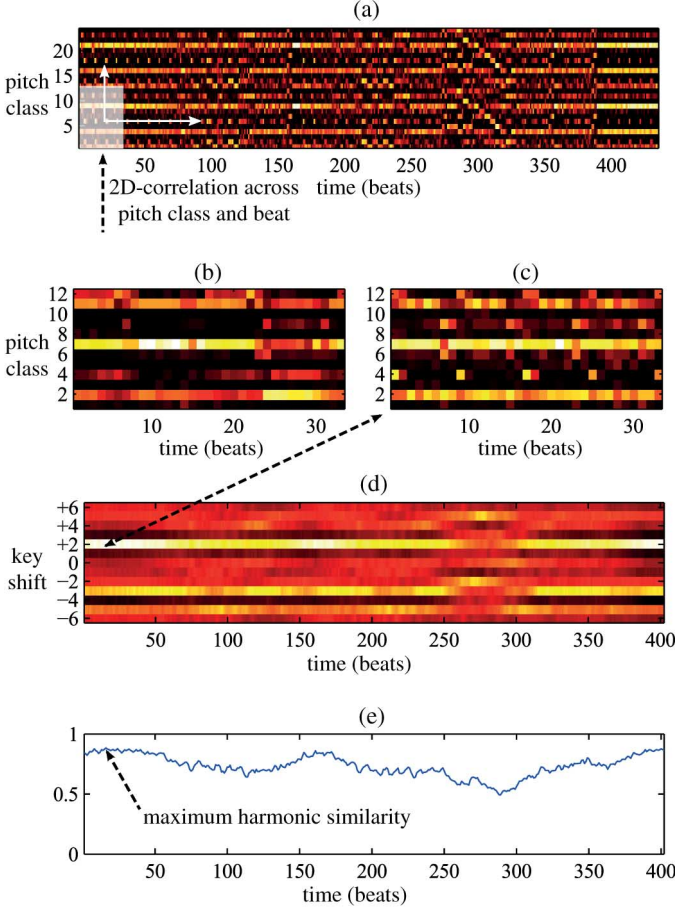 (a)
pitch
class
20
15
10
5
50 100 150 200 250 300 350 400
2D-correlation across time (beats)
pitch class and beat
(b) (c)
pitch
class
12
10
8
6
4
2
12
10
8
6
4
2
10 20 30
10 20 30
time (beats) time (beats)
(d)
key
shift
+6
+4
+2
0
−2
−4
−6
50 100 150 200 250 300 350 400
time (beats)
(e)
1
0.5
0
maximum harmonic similarity
50 100 150 200 250 300 350 400
time (beats)